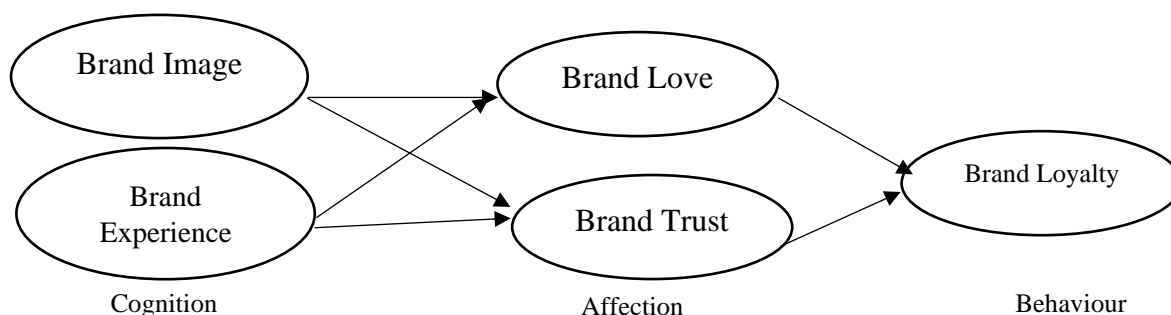 Brand Image
Brand Love
Brand Loyalty
Brand
Experience
Brand Trust
Cognition
Affection
Behaviour